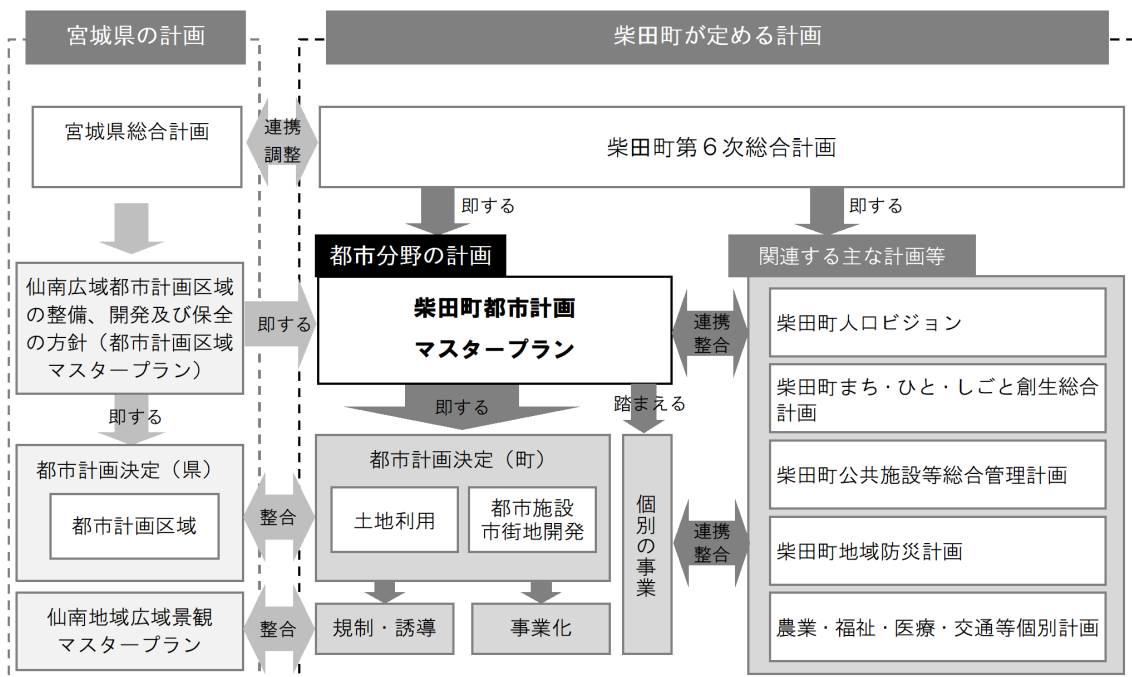 宮城県の計画
柴田町が定める計画
宮城県総合計画
連携
調整
柴田町第６次総合計画
即する
即する
都市分野の計画
関連する主な計画等
仙南広域都市計画区域
の整備、開発及び保全
の方針（都市計画区域
マスタープラン）
即する
柴田町都市計画
マスタープラン
連携
整合
柴田町人口ビジョン
柴田町まち・ひと・しごと創生総合
計画
柴田町公共施設等総合管理計画
柴田町地域防災計画
農業・福祉・医療・交通等個別計画
即する
即する
踏まえる
都市計画決定（県）
都市計画区域
整合
都市計画決定（町）
土地利用
都市施設
市街地開発
個別の事業
連携
整合
仙南地域広域景観
マスタープラン
整合
規制・誘導
事業化